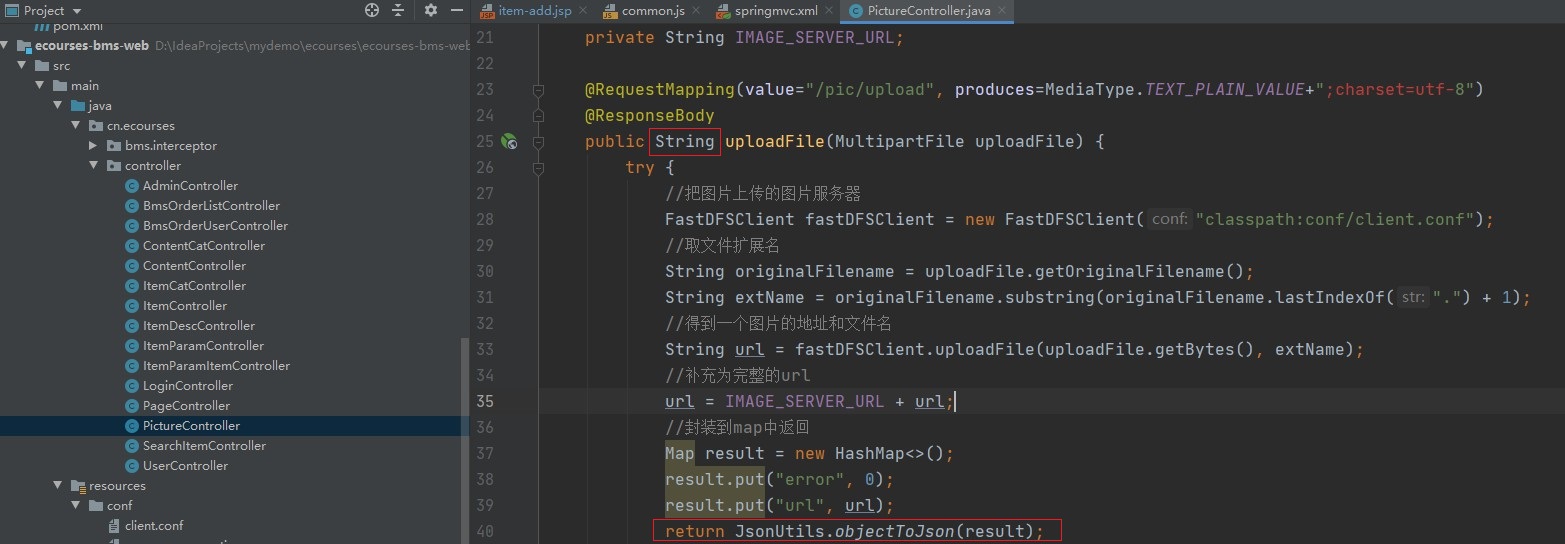 Project
item-add.jsp
common.js
springmvc.xml
PictureController.java
pom.xml
ecourses-bms-web D:\IdeaProjects\mydemo\ecourses\ecourses-bms-web
src
main
java
cn.ecourses
bms.interceptor
controller
AdminController
BmsOrderListController
BmsOrderUserController
ContentCatController
ContentController
ItemCatController
ItemController
ItemDescController
ItemParamController
ItemParamItemController
LoginController
PageController
PictureController
SearchItemController
UserController
resources
conf
client.conf
21 private String IMAGE_SERVER_URL;
22
23 @RequestMapping(value="/pic/upload", produces=MediaType.TEXT_PLAIN_VALUE+";charset=utf-8")
24 @ResponseBody
25 public String uploadFile(MultipartFile uploadFile) {
26 try {
27 //把图片上传的图片服务器
28 FastDFSClient fastDFSClient = new FastDFSClient( conf: "classpath:conf/client.conf");
29 //取文件扩展名
30 String originalFilename = uploadFile.getOriginalFilename();
31 String extName = originalFilename.substring(originalFilename.lastIndexOf( str: ".") + 1);
32 //得到一个图片的地址和文件名
33 String url = fastDFSClient.uploadFile(uploadFile.getBytes(), extName);
34 //补充为完整的url
35 url = IMAGE_SERVER_URL + url;
36 //封装到map中返回
37 Map result = new HashMap<>();
38 result.put("error", 0);
39 result.put("url", url);
40 return JsonUtils.objectToJson(result);